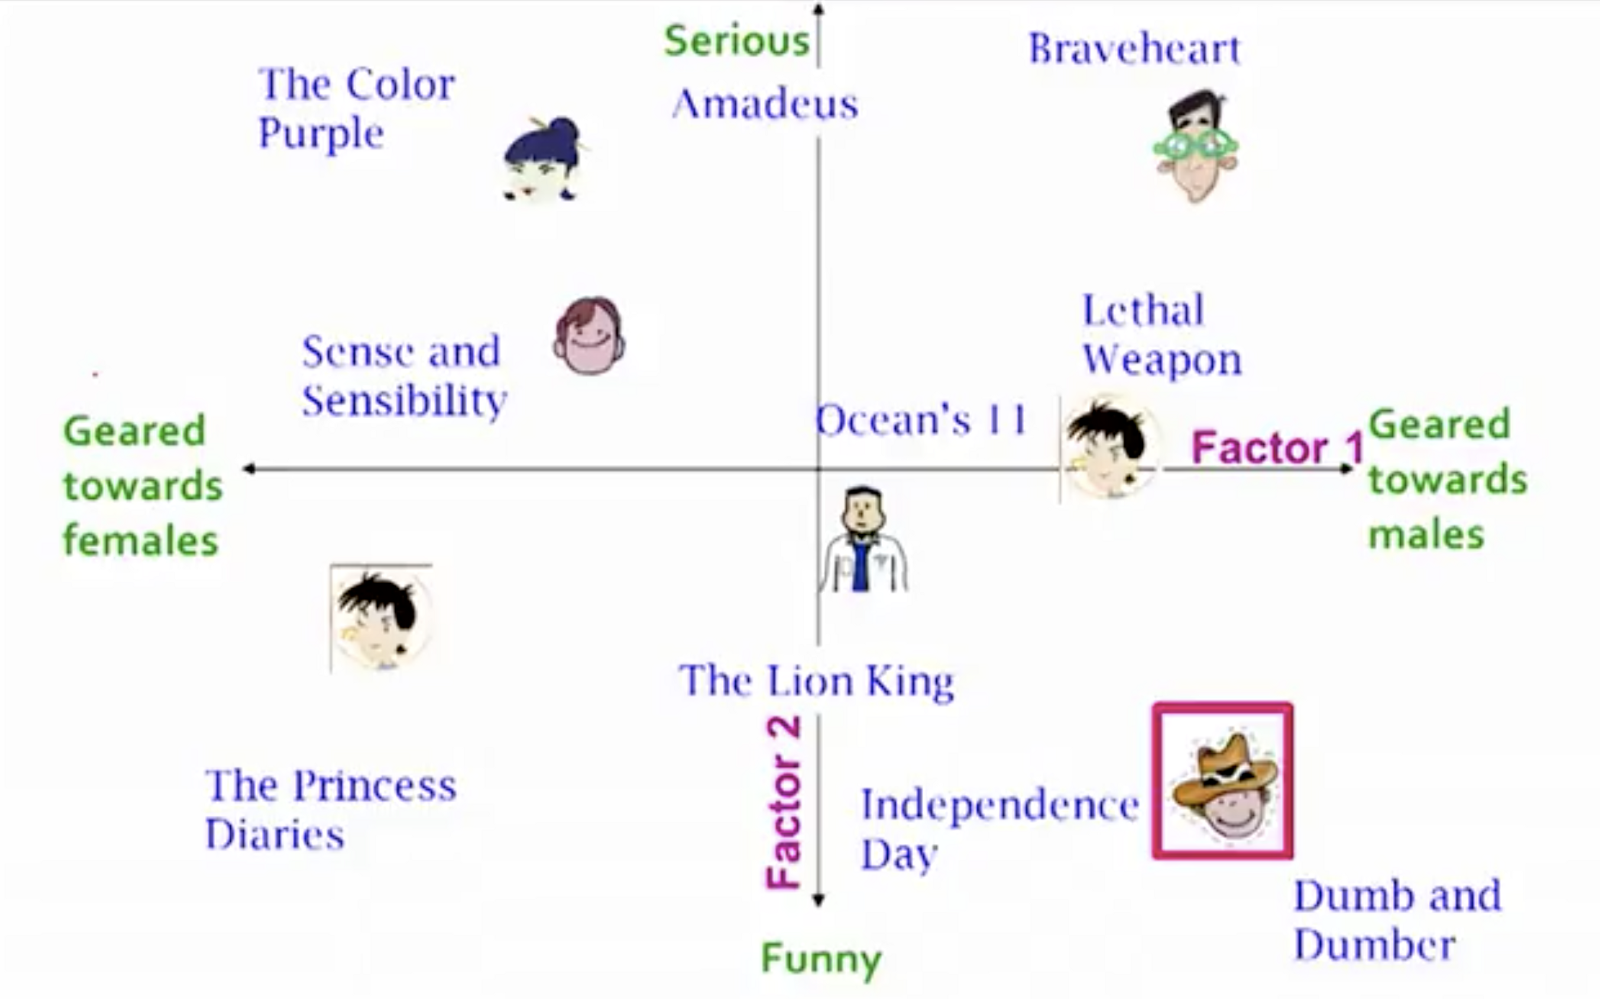 Serious
Braveheart
The Color
Purple
Amadeus
Lethal
Weapon
Sense and
Sensibility
Ocean's 11
Factor 1
Geared
towards
females
Geared
towards
males
The Lion King
Factor 2
The Princess
Diaries
Independence
Day
Dumb and
Dumber
Funny